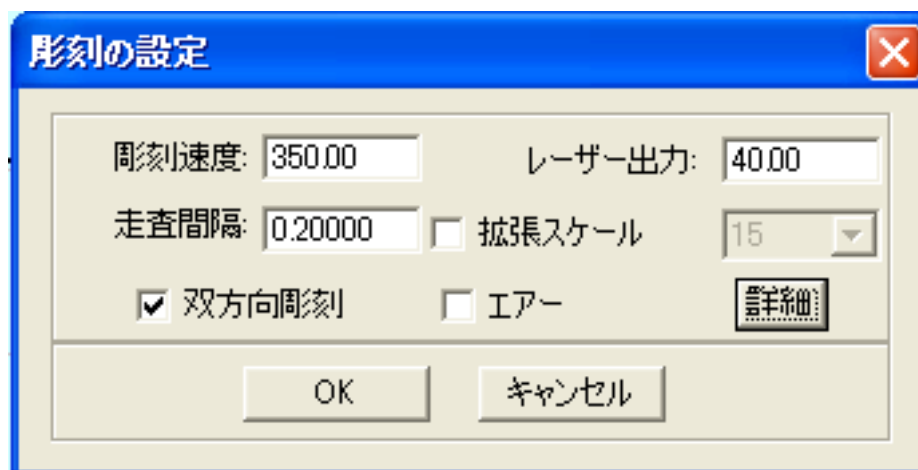 彫刻の設定
彫刻速度: 350.00 レーザー出力: 40.00
走査間隔: 0.20000 拡張スケール 15
双方向彫刻 エアー 詳細
OK キャンセル